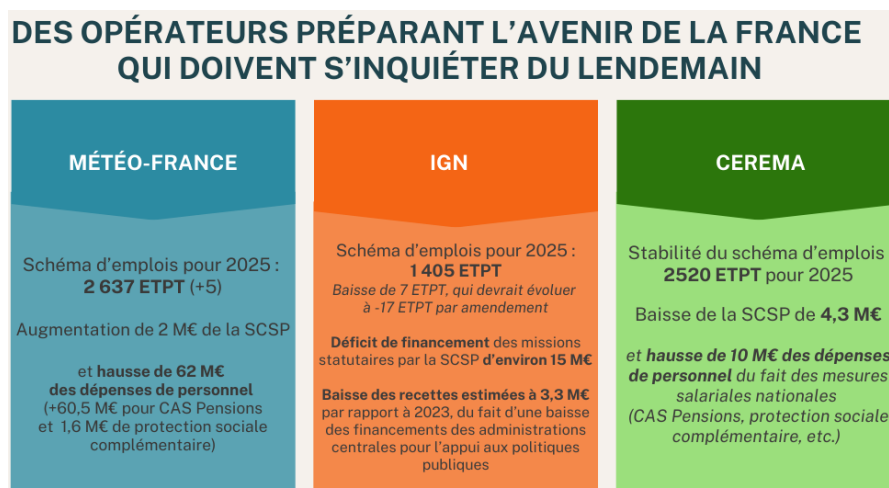 DES OPÉRATEURS PRÉPARANT L'AVENIR DE LA FRANCE
QUI DOIVENT S'INQUIÉTER DU LENDEMAIN
MÉTÉO-FRANCE
Schéma d'emplois pour 2025 :
2 637 ETPT (+5)
Augmentation de 2 M€ de la SCSP
et hausse de 62 M€
des dépenses de personnel
(+60,5 M€ pour CAS Pensions
et 1,6 M€ de protection sociale
complémentaire)
IGN
Schéma d'emplois pour 2025 :
1 405 ETPT
Baisse de 7 ETPT, qui devrait évoluer
à -17 ETPT par amendement
Déficit de financement des missions
statutaires par la SCSP d'environ 15 M€
Baisse des recettes estimées à 3,3 M€
par rapport à 2023, du fait d'une baisse
des financements des administrations
centrales pour l'appui aux politiques
publiques
CEREMA
Stabilité du schéma d'emplois
2520 ETPT pour 2025
Baisse de la SCSP de 4,3 M€
et hausse de 10 M€ des dépenses
de personnel du fait des mesures
salariales nationales
(CAS Pensions, protection sociale
complémentaire, etc.)